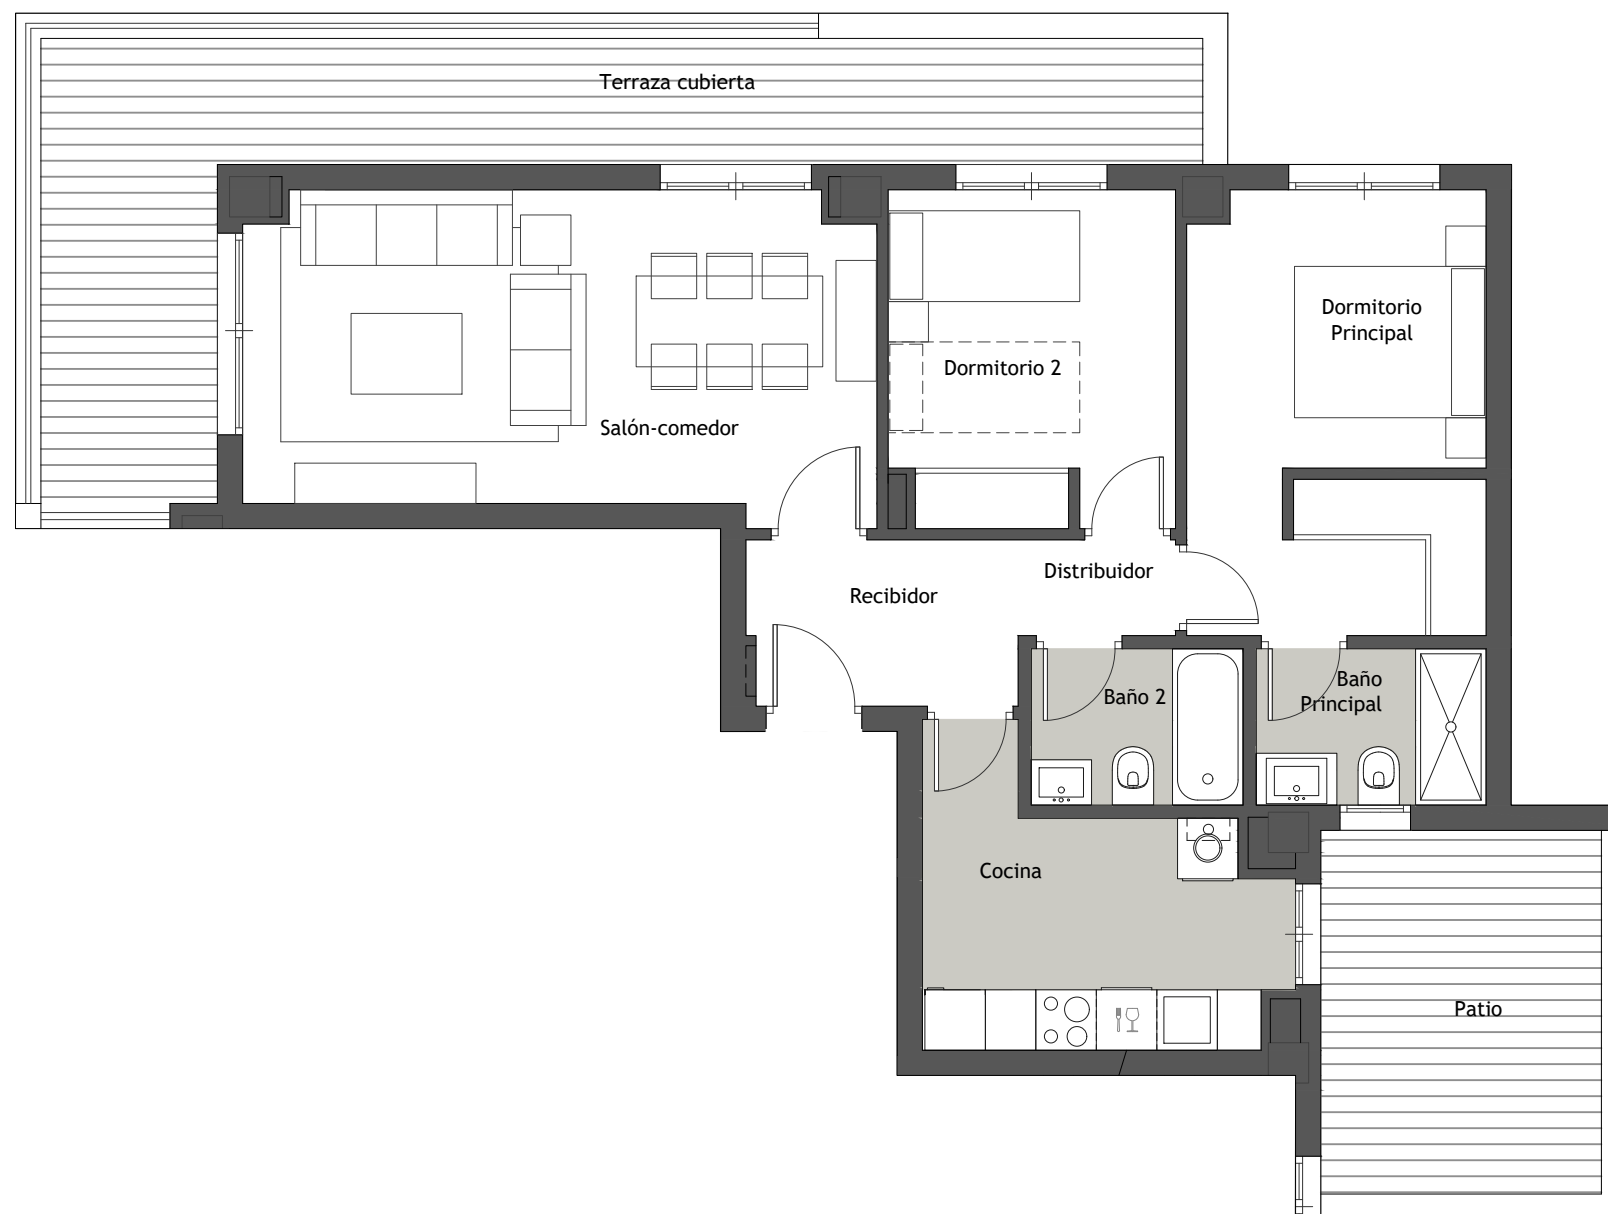 Terraza cubierta
Dormitorio
Principal
Dormitorio 2
Salón-comedor
Distribuidor
Recibidor
Baño
Principal
Baño 2
Cocina
Patio